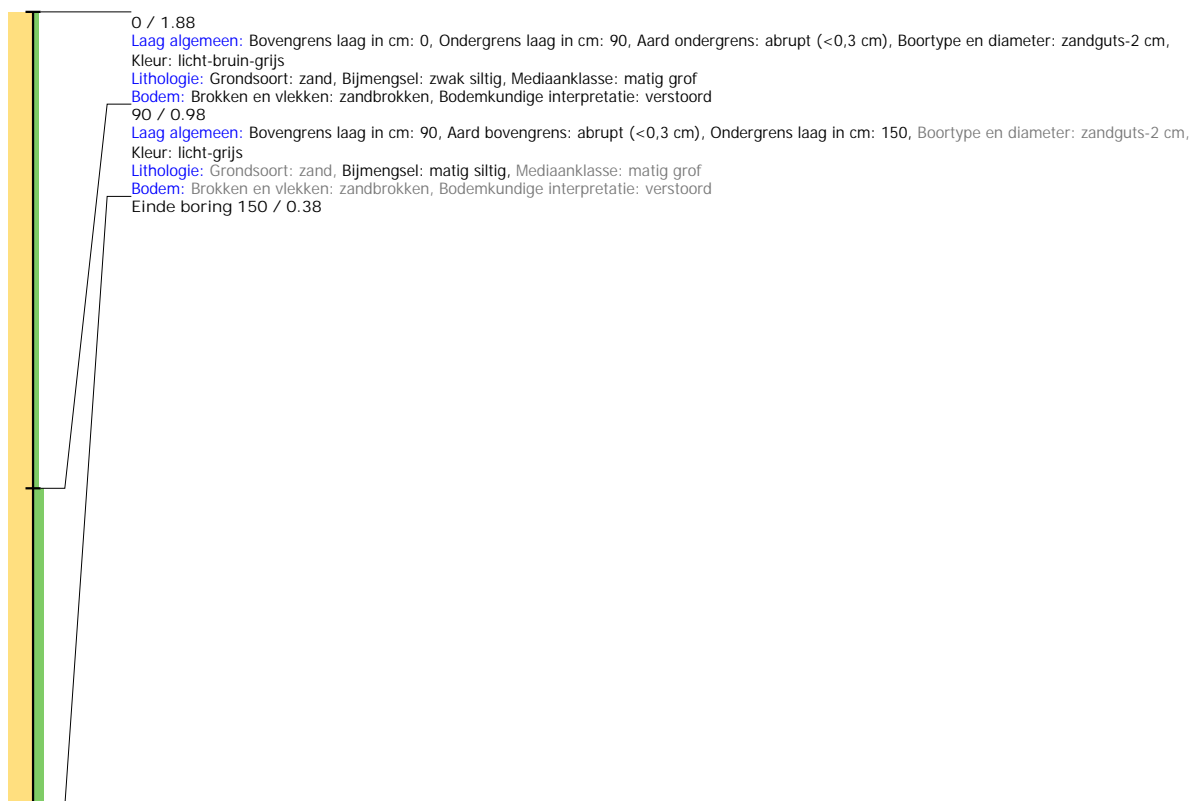 0 / 1.88
Laag algemeen: Bovengrens laag in cm: 0, Ondergrens laag in cm: 90, Aard ondergrens: abrupt (<0,3 cm), Boortype en diameter: zandguts-2 cm,
Kleur: licht-bruin-grijs
Lithologie: Grondsoort: zand, Bijmengsel: zwak siltig, Mediaanklasse: matig grof
Bodem: Brokken en vlekken: zandbrokken, Bodemkundige interpretatie: verstoord
90 / 0.98
Laag algemeen: Bovengrens laag in cm: 90, Aard bovengrens: abrupt (<0,3 cm), Ondergrens laag in cm: 150, Boortype en diameter: zandguts-2 cm,
Kleur: licht-grijs
Lithologie: Grondsoort: zand, Bijmengsel: matig siltig, Mediaanklasse: matig grof
Bodem: Brokken en vlekken: zandbrokken, Bodemkundige interpretatie: verstoord
Einde boring 150 / 0.38